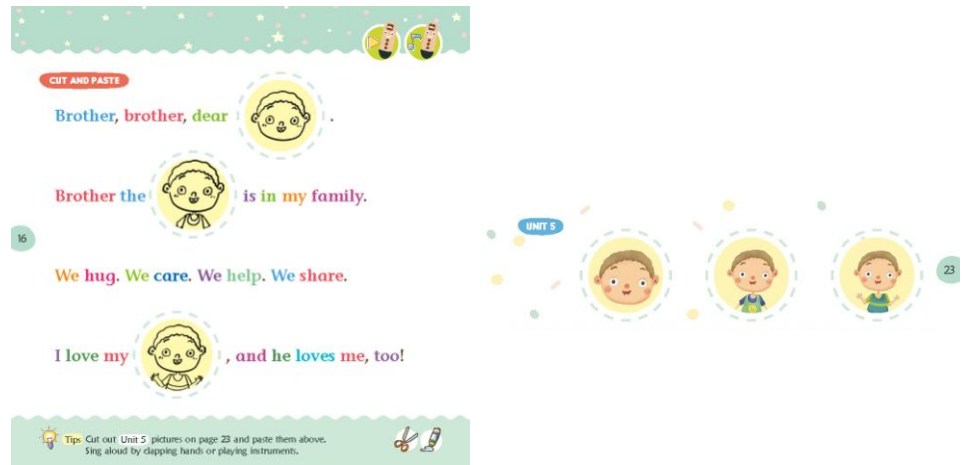 CUT AND PASTE
Brother, brother, dear .
Brother the is in my family.
16
We hug. We care. We help. We share.
I love my , and he loves me, too!
Tips Cut out Unit 5 pictures on page 23 and paste them above.
Sing aloud by clapping hands or playing instruments.
UNIT 5
23